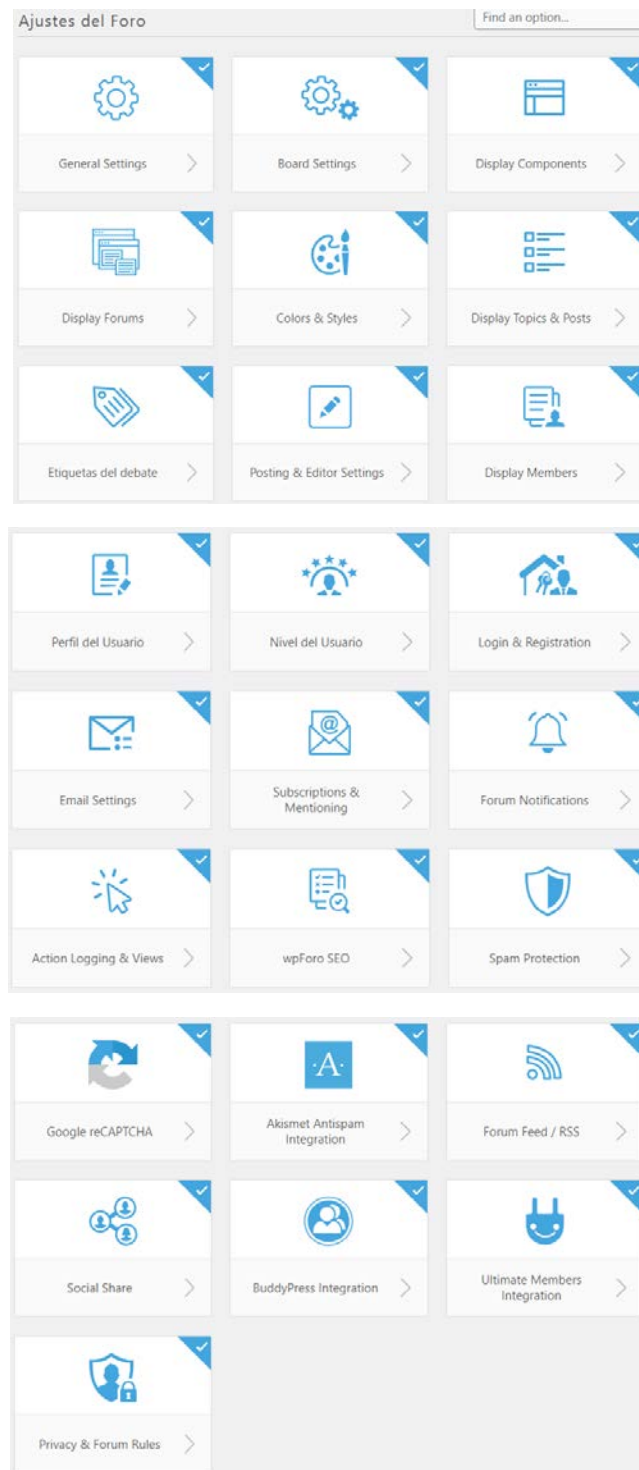 Ajustes del Foro
Find an option...
General Settings
Board Settings
Display Components
Display Forums
Colors & Styles
Display Topics & Posts
Etiquetas del debate
Posting & Editor Settings
Display Members
Perfil del Usuario
Nivel del Usuario
Login & Registration
Email Settings
@
Subscriptions &
Mentioning
Forum Notifications
Action Logging & Views
wpForo SEO
Spam Protection
Google reCAPTCHA
·A·
Akismet Antispam
Integration
Forum Feed / RSS
Social Share
BuddyPress Integration
Ultimate Members
Integration
Privacy & Forum Rules